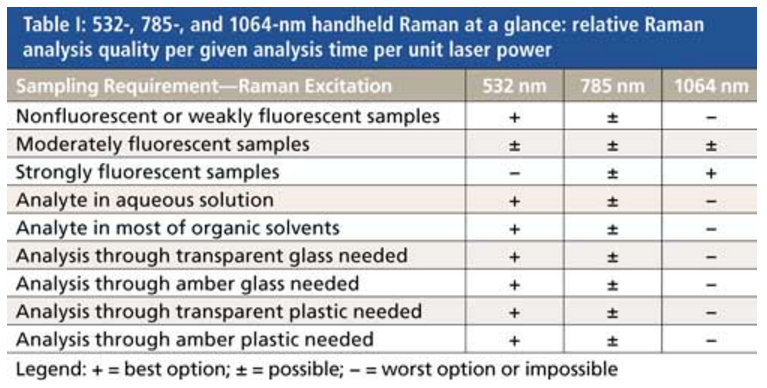 Table I: 532-, 785-, and 1064-nm handheld Raman at a glance: relative Raman
analysis quality per given analysis time per unit laser power
Sampling Requirement—Raman Excitation 532 nm 785 nm 1064 nm
Nonfluorescent or weakly fluorescent samples + ± –
Moderately fluorescent samples ± ± ±
Strongly fluorescent samples – ± +
Analyte in aqueous solution + ± –
Analyte in most of organic solvents + ± –
Analysis through transparent glass needed + ± –
Analysis through amber glass needed + ± –
Analysis through transparent plastic needed + ± –
Analysis through amber plastic needed + ± –
Legend: + = best option; ± = possible; – = worst option or impossible